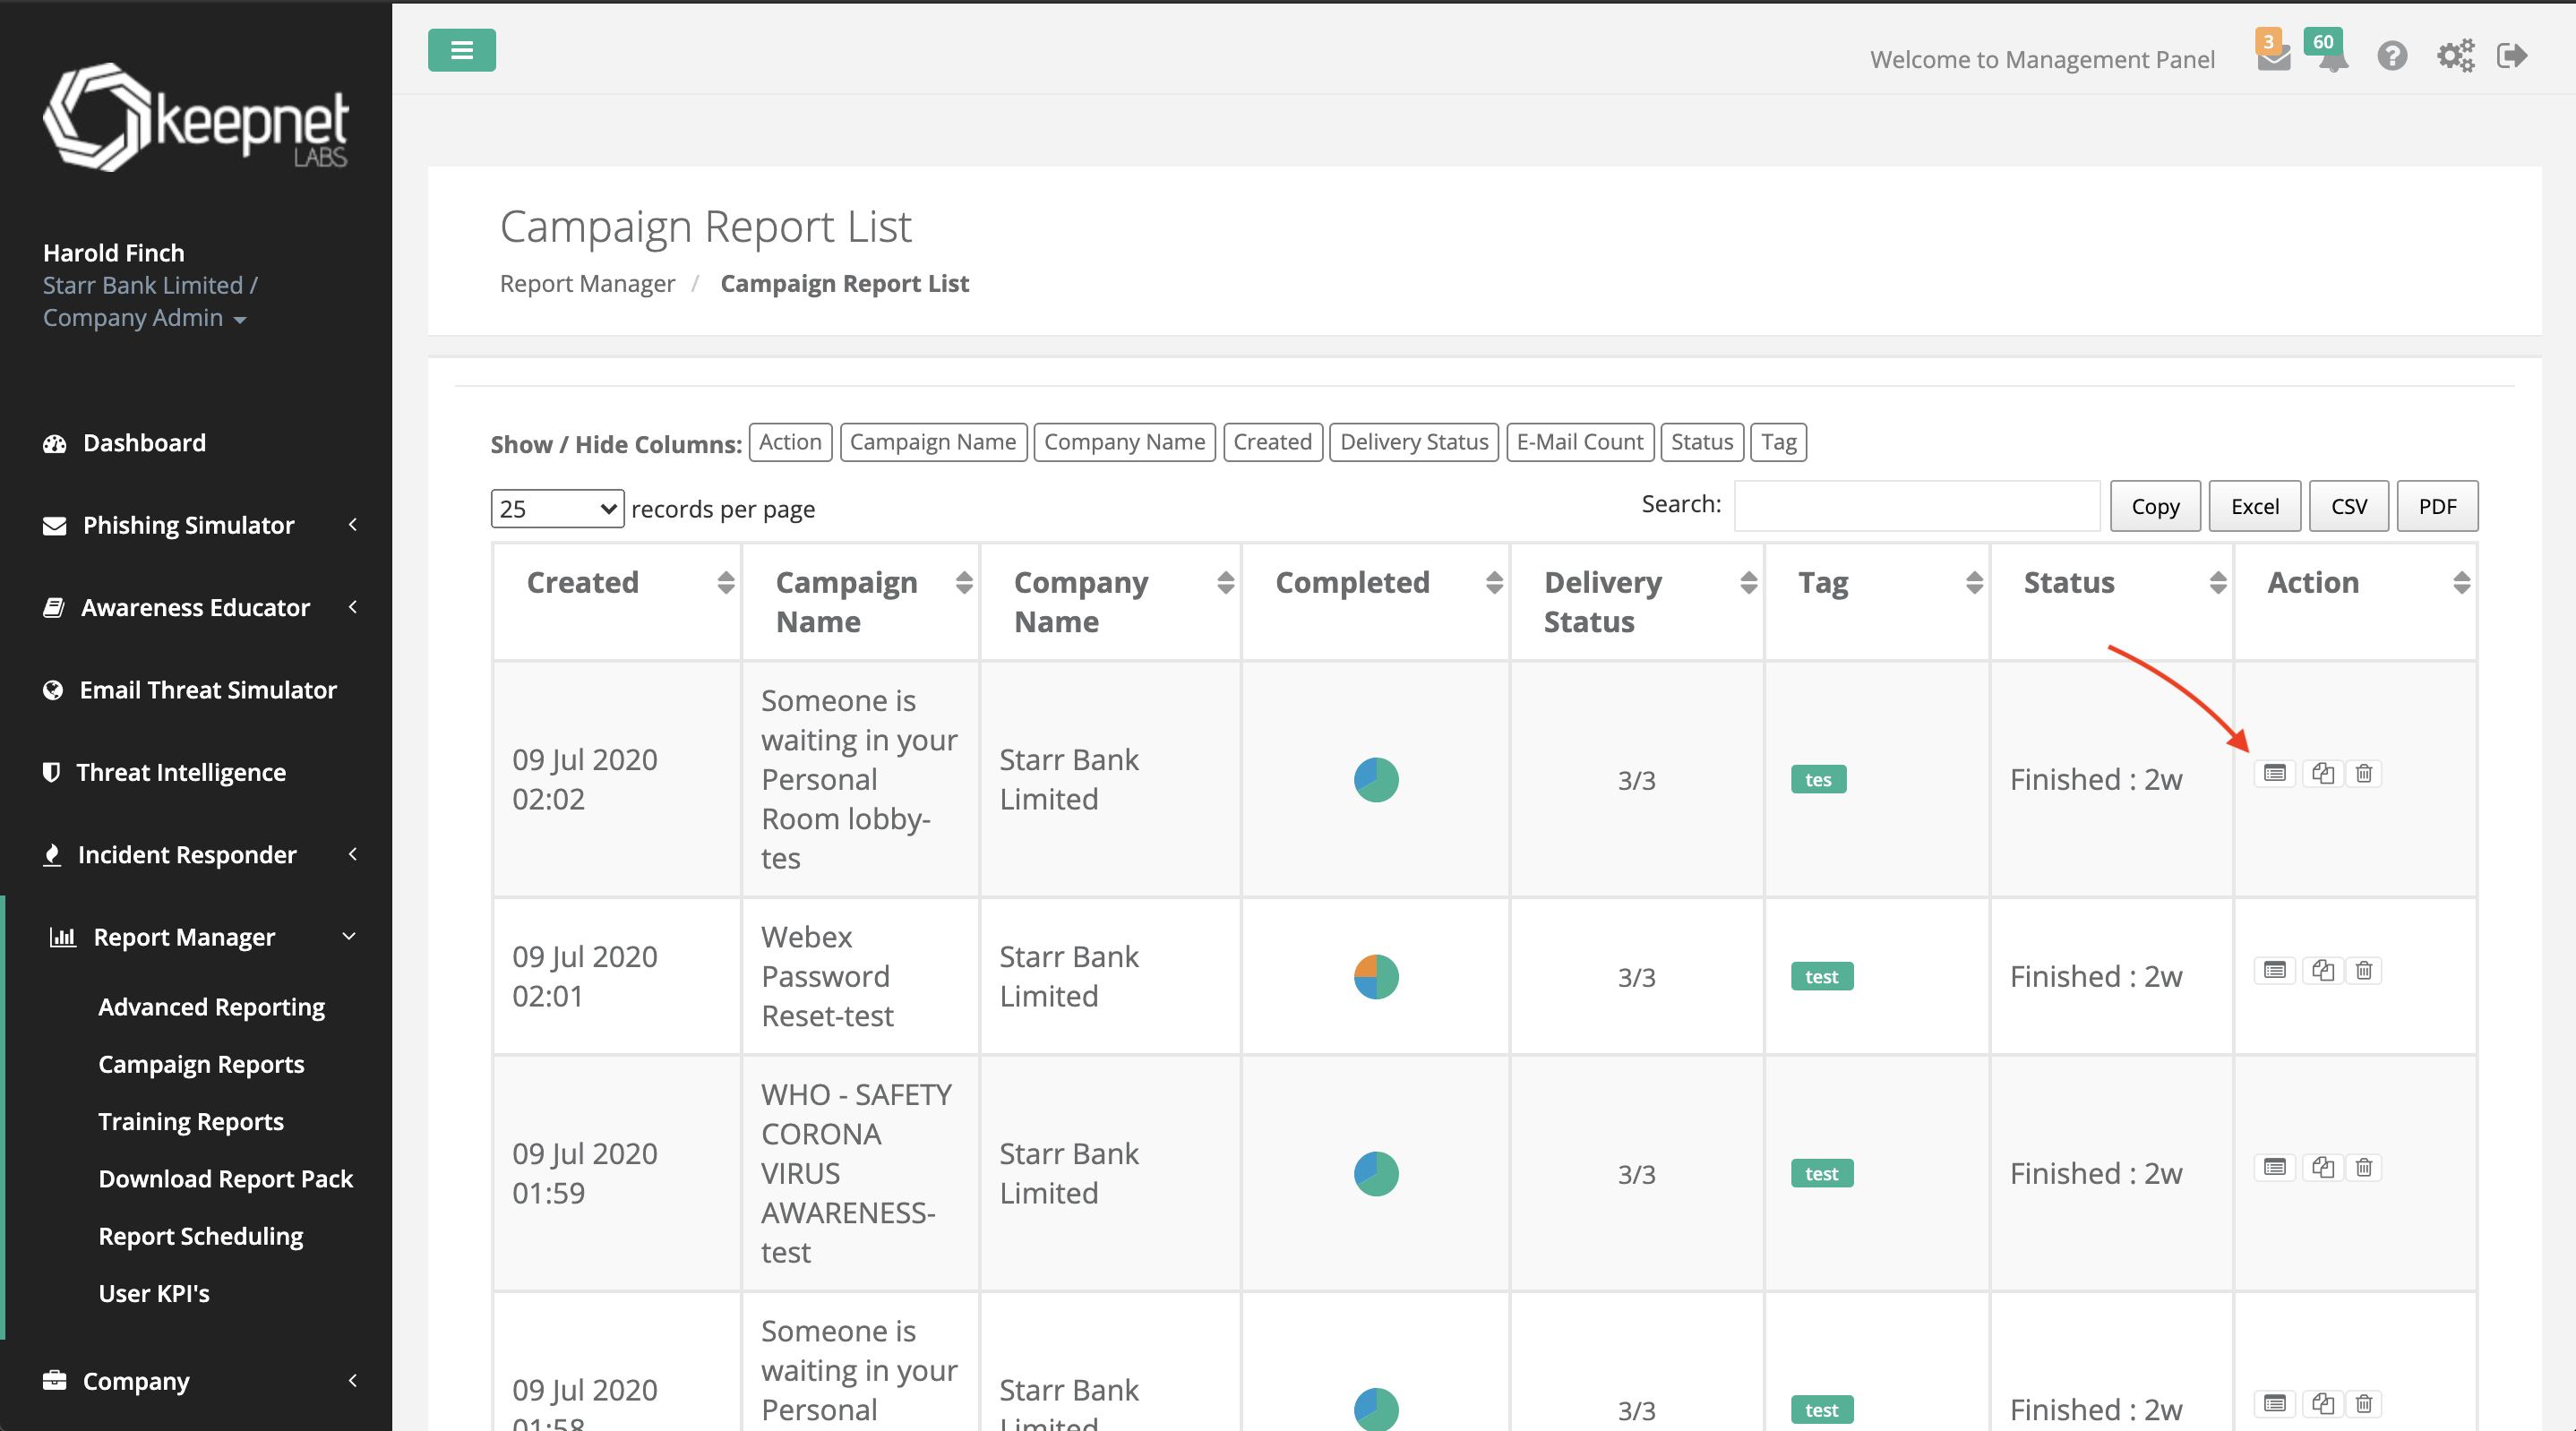 keepnet
LABS
Harold Finch
Starr Bank Limited /
Company Admin
Dashboard
Phishing Simulator
Awareness Educator
Email Threat Simulator
Threat Intelligence
Incident Responder
Report Manager
Advanced Reporting
Campaign Reports
Training Reports
Download Report Pack
Report Scheduling
User KPI's
Company
Welcome to Management Panel
3
60
Campaign Report List
Report Manager / Campaign Report List
Show / Hide Columns: Action Campaign Name Company Name Created Delivery Status E-Mail Count Status Tag
25 records per page
Search: Copy Excel CSV PDF
Created Campaign Name Company Name Completed Delivery Status Tag Status Action
09 Jul 2020
02:02
Someone is
waiting in your
Personal
Room lobby-
tes
Starr Bank
Limited
3/3
tes
Finished : 2w
09 Jul 2020
02:01
Webex
Password
Reset-test
Starr Bank
Limited
3/3
test
Finished : 2w
09 Jul 2020
01:59
WHO - SAFETY
CORONA
VIRUS
AWARENESS-
test
Starr Bank
Limited
3/3
test
Finished : 2w
09 Jul 2020
01:58
Someone is
waiting in your
Personal
Starr Bank
Limited
3/3
test
Finished : 2w